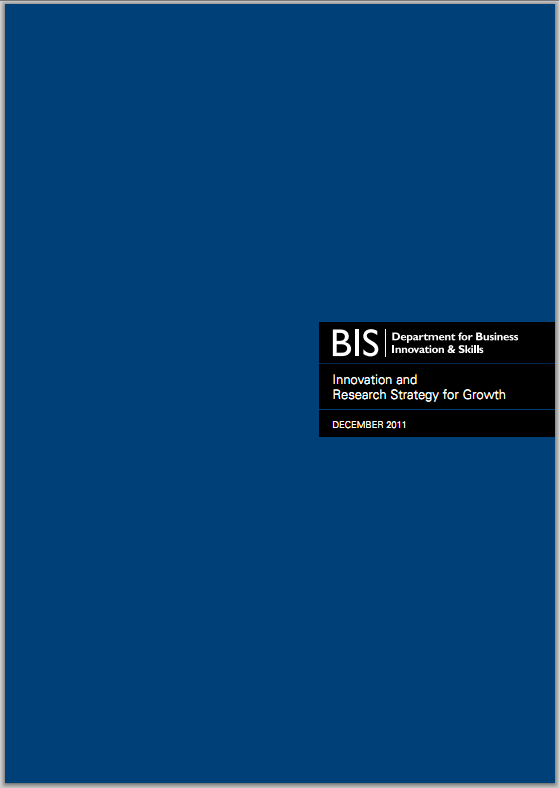 BIS
Department for Business
Innovation & Skills
Innovation and
Research Strategy for Growth
DECEMBER 2011